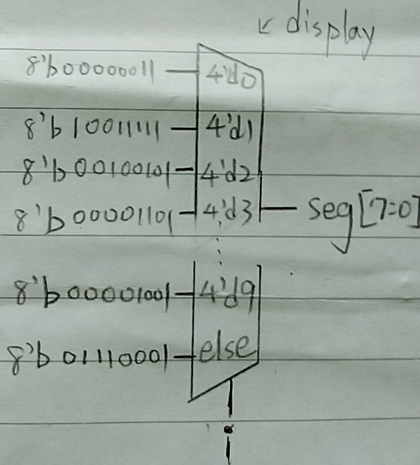 display
8'b00000011 4'd0
8'b10011111 4'd1
8'b00100101 4'd2
8'b00001101 4'd3 seg[7=0]
8'b00001001 4'd9
8'b01110001 else